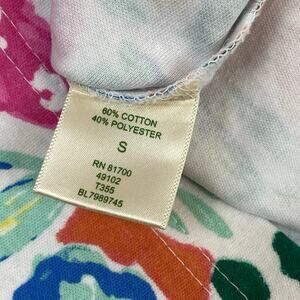 60% COTTON
40% POLYESTER
S
RN 81700
49102
T355
BL7989745